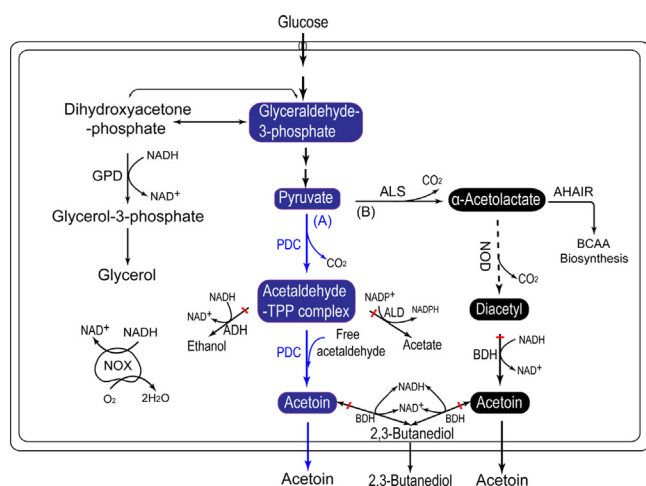 Glucose
Dihydroxyacetone
-phosphate
Glyceraldehyde-
3-phosphate
GPD
NADH
NAD⁺
Glycerol-3-phosphate
Glycerol
Pyruvate
(A)
(B)
ALS
CO₂
α-Acetolactate
AHAIR
BCAA
Biosynthesis
PDC
CO₂
NOD
CO₂
Acetaldehyde
-TPP complex
NADH
NAD⁺
ADH
Ethanol
NADP⁺
ALD
NADPH
Acetate
Diacetyl
NAD⁺
NADH
NOX
O₂
2H₂O
PDC
Free
acetaldehyde
BDH
NADH
NAD⁺
Acetoin
NADH
NAD⁺
BDH
BDH
Acetoin
2,3-Butanediol
Acetoin
2,3-Butanediol
Acetoin